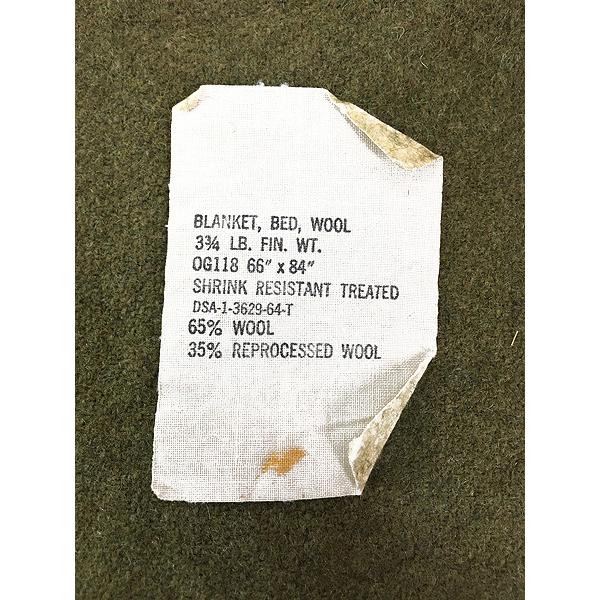 BLANKET, BED, WOOL
3¾ LB. FIN. WT.
OG118 66" x 84"
SHRINK RESISTANT TREATED
DSA-1-3629-64-T
65% WOOL
35% REPROCESSED WOOL